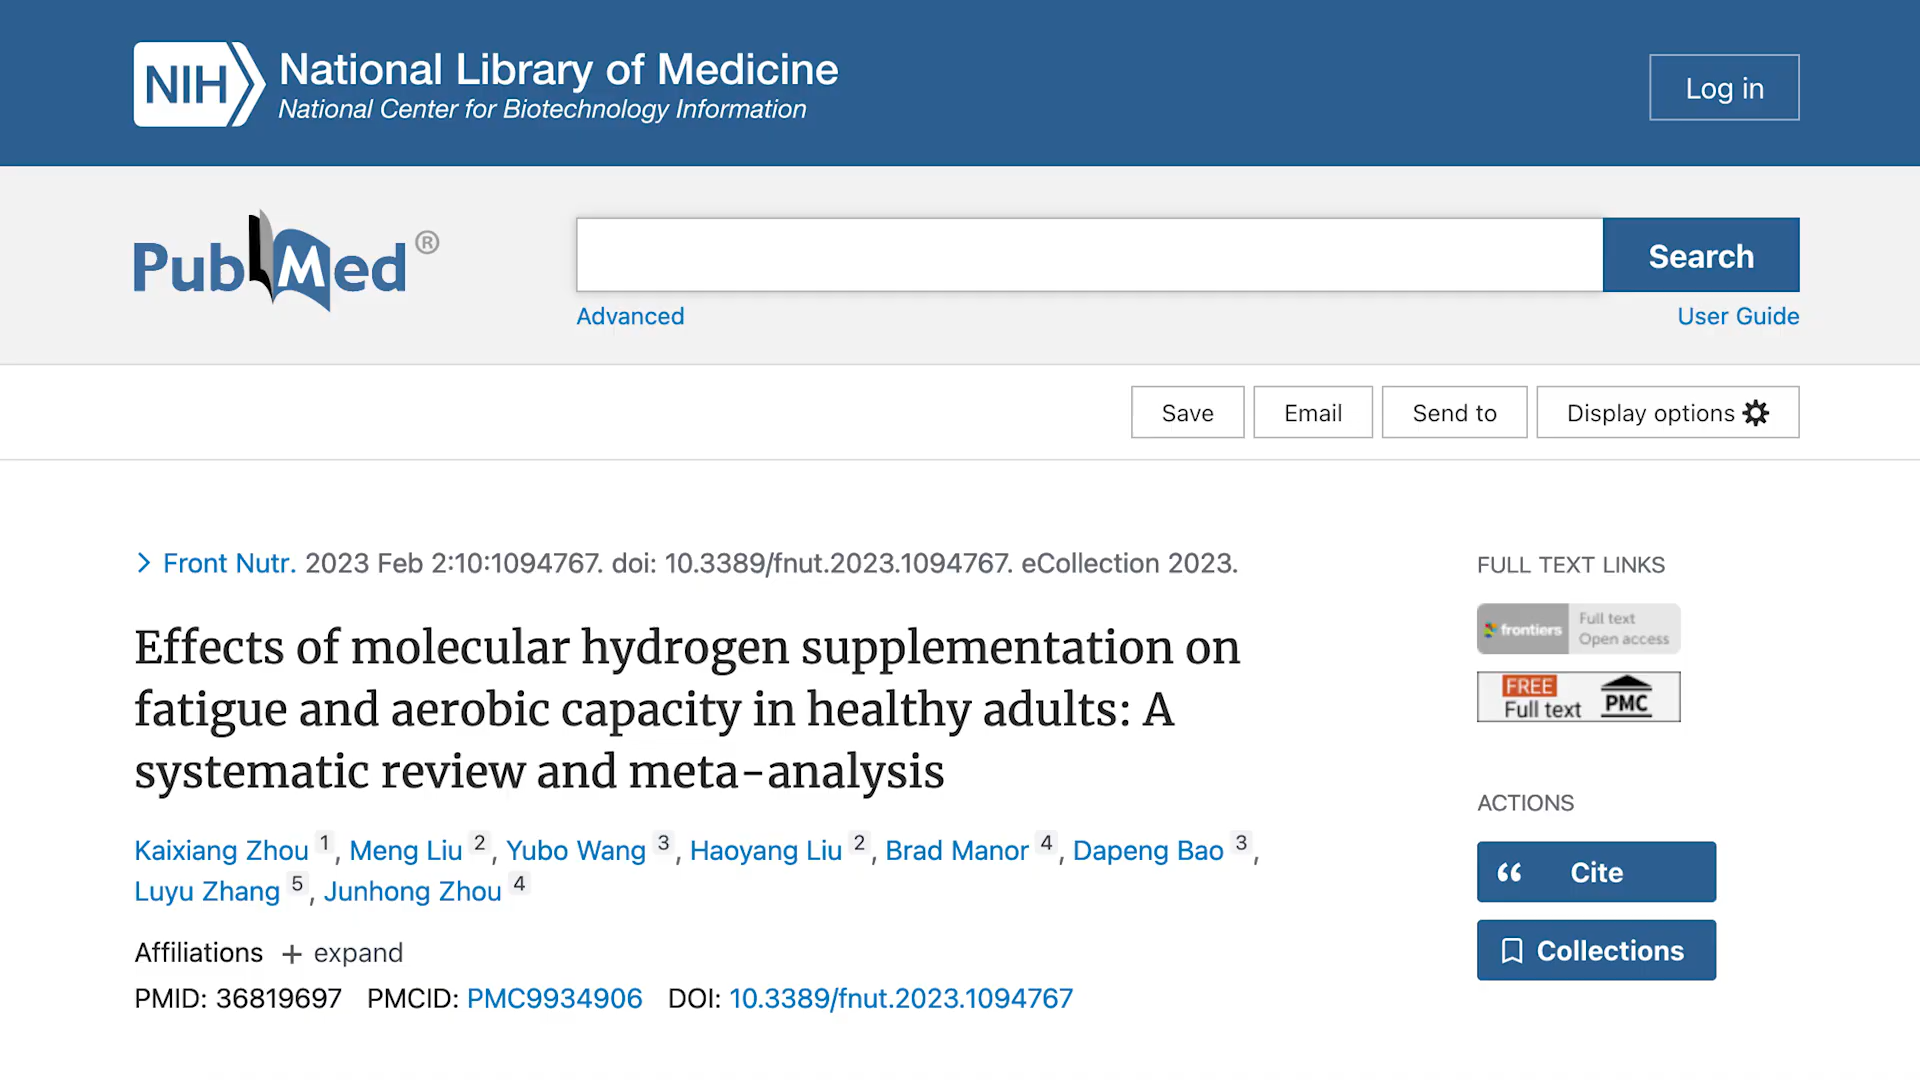 NIH National Library of Medicine
National Center for Biotechnology Information
Log in
PubMed ®
Search
Advanced
User Guide
Save
Email
Send to
Display options
Front Nutr. 2023 Feb 2:10:1094767. doi: 10.3389/fnut.2023.1094767. eCollection 2023.
Effects of molecular hydrogen supplementation on
fatigue and aerobic capacity in healthy adults: A
systematic review and meta-analysis
Kaixiang Zhou 1, Meng Liu 2, Yubo Wang 3, Haoyang Liu 2, Brad Manor 4, Dapeng Bao 3,
Luyu Zhang 5, Junhong Zhou 4
Affiliations + expand
PMID: 36819697 PMCID: PMC9934906 DOI: 10.3389/fnut.2023.1094767
FULL TEXT LINKS
frontiers Full text
Open access
FREE
Full text PMC
ACTIONS
Cite
Collections